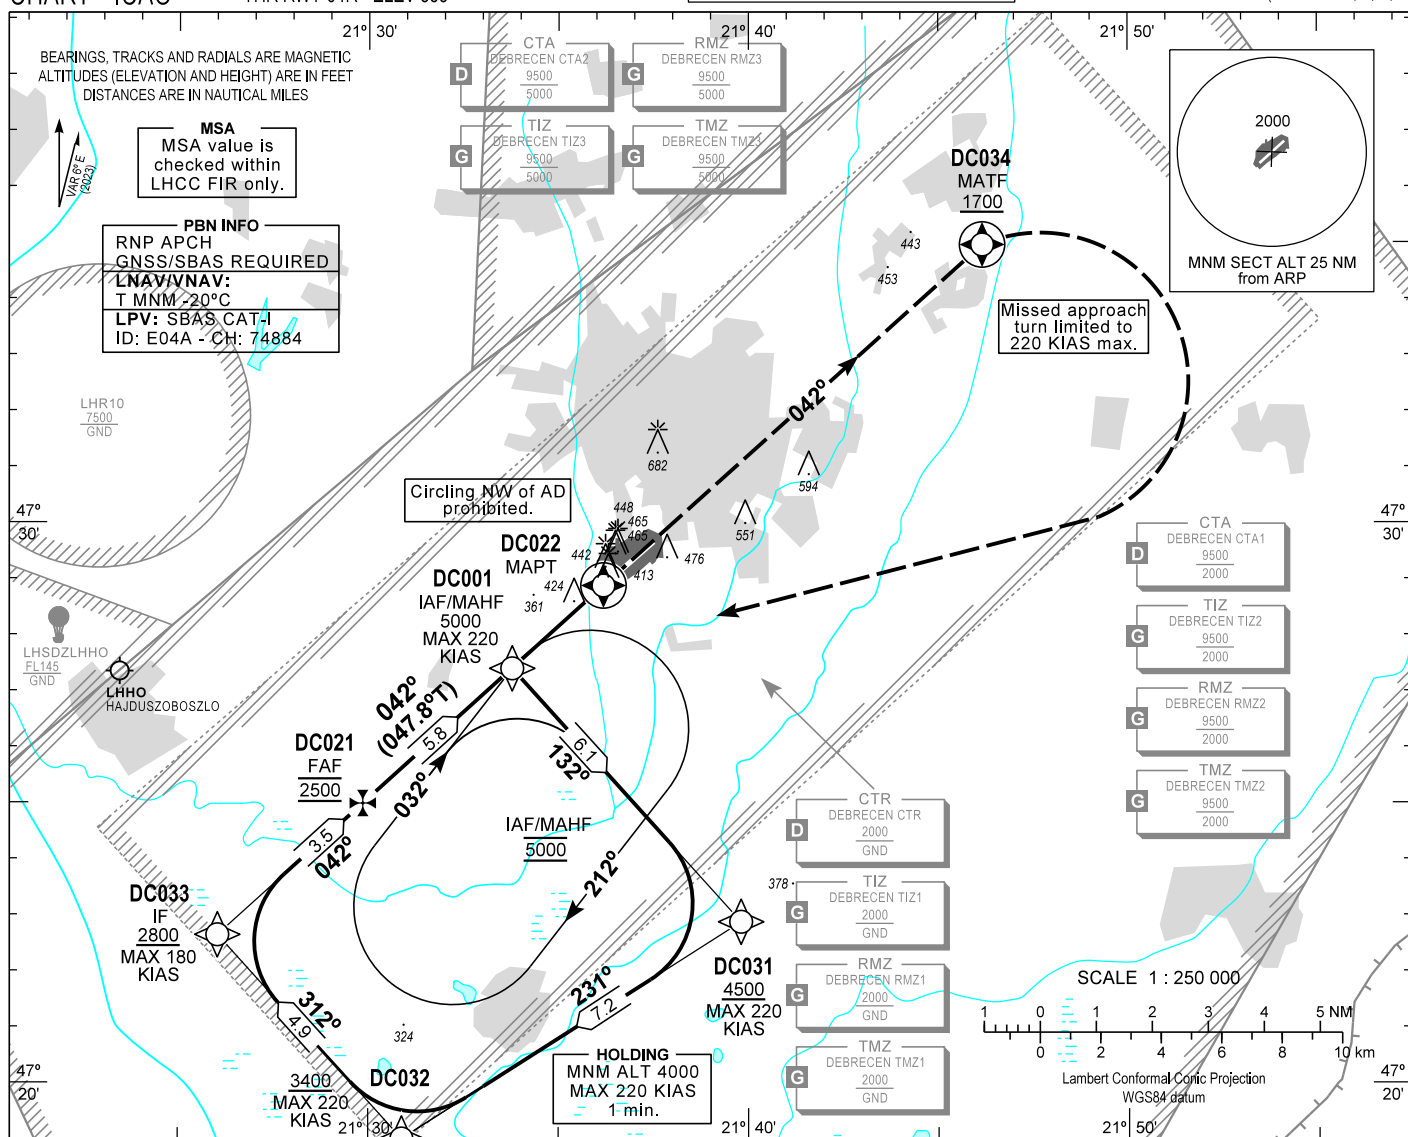 21° 30'
21° 40'
21° 50'
BEARINGS, TRACKS AND RADIALS ARE MAGNETIC
ALTITUDES (ELEVATION AND HEIGHT) ARE IN FEET
DISTANCES ARE IN NAUTICAL MILES
VAR 6° E
(2023)
MSA
MSA value is
checked within
LHCC FIR only.
PBN INFO
RNP APCH
GNSS/SBAS REQUIRED
LNAV/VNAV:
T MNM -20°C
LPV: SBAS CAT-I
ID: E04A - CH: 74884
CTA
DEBRECEN CTA2
D
9500
5000
RMZ
DEBRECEN RMZ3
G
9500
5000
TIZ
DEBRECEN TIZ3
G
9500
5000
TMZ
DEBRECEN TMZ3
G
9500
5000
DC034
MATF
1700
2000
MNM SECT ALT 25 NM
from ARP
443
453
Missed approach
turn limited to
220 KIAS max.
LHR10
7500
GND
042°
682
594
551
Circling NW of AD
prohibited.
448
465
465
442
476
413
424
361
47°
30'
47°
30'
DC022
MAPT
DC001
IAF/MAHF
5000
MAX 220
KIAS
LHSDZLHHO
FL145
GND
LHHO
HAJDUSZOBOSZLO
042°
(047.8°T)
5.8
032°
6.1
132°
DC021
FAF
2500
3.5
042°
IAF/MAHF
5000
212°
CTA
DEBRECEN CTA1
D
9500
2000
TIZ
DEBRECEN TIZ2
G
9500
2000
RMZ
DEBRECEN RMZ2
G
9500
2000
TMZ
DEBRECEN TMZ2
G
9500
2000
CTR
DEBRECEN CTR
D
2000
GND
378
TIZ
DEBRECEN TIZ1
G
2000
GND
RMZ
DEBRECEN RMZ1
G
2000
GND
TMZ
DEBRECEN TMZ1
G
2000
GND
DC033
IF
2800
MAX 180
KIAS
DC031
4500
MAX 220
KIAS
231°
7.2
312°
4.9
324
DC032
3400
MAX 220
KIAS
HOLDING
MNM ALT 4000
MAX 220 KIAS
1 min.
SCALE 1 : 250 000
1 0 1 2 3 4 5 NM
0 2 4 6 8 10 km
Lambert Conformal Conic Projection
WGS84 datum
47°
20'
47°
20'
21° 30'
21° 40'
21° 50'